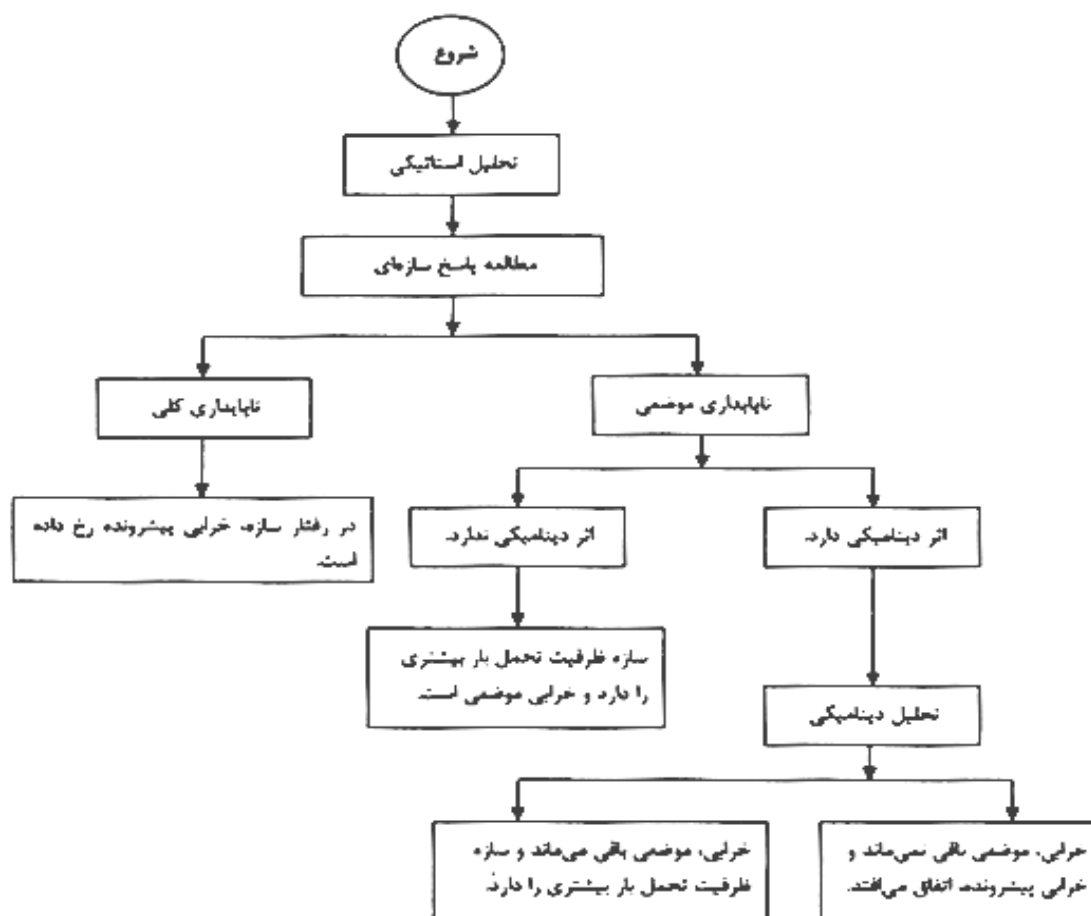 شروع
تحلیل استاتیکی
مطالعه پاسخ سازه‌ای
ناپایداری کلی
ناپایداری موضعی
در رفتار سازه، خرابی پیشرونده رخ داده
است.
اثر دینامیکی ندارد.
اثر دینامیکی دارد.
سازه ظرفیت تحمل بار بیشتری
را دارد و خرابی موضعی است.
تحلیل دینامیکی
خرابی، موضعی باقی می‌ماند و سازه
ظرفیت تحمل بار بیشتری را دارد.
خرابی، موضعی باقی نمی‌ماند و
خرابی پیشرونده، اتفاق می‌افتد.